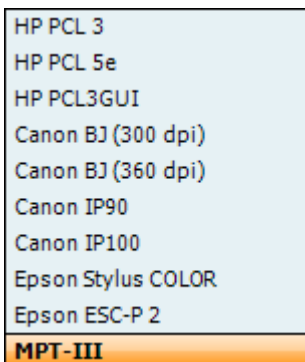 HP PCL 3
HP PCL 5e
HP PCL3GUI
Canon BJ (300 dpi)
Canon BJ (360 dpi)
Canon IP90
Canon IP100
Epson Stylus COLOR
Epson ESC-P 2
MPT-III